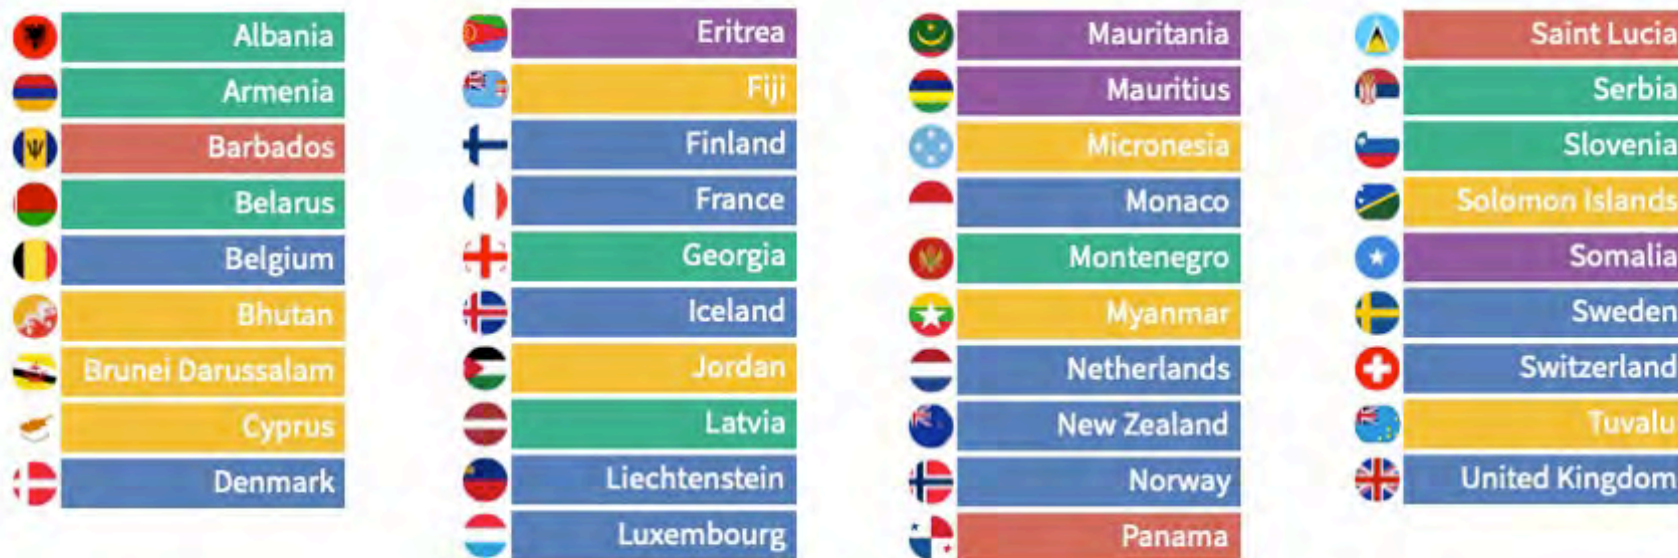 Albania
Armenia
Barbados
Belarus
Belgium
Bhutan
Brunei Darussalam
Cyprus
Denmark
Eritrea
Fiji
Finland
France
Georgia
Iceland
Jordan
Latvia
Liechtenstein
Luxembourg
Mauritania
Mauritius
Micronesia
Monaco
Montenegro
Myanmar
Netherlands
New Zealand
Norway
Panama
Saint Lucia
Serbia
Slovenia
Solomon Islands
Somalia
Sweden
Switzerland
Tuvalu
United Kingdom